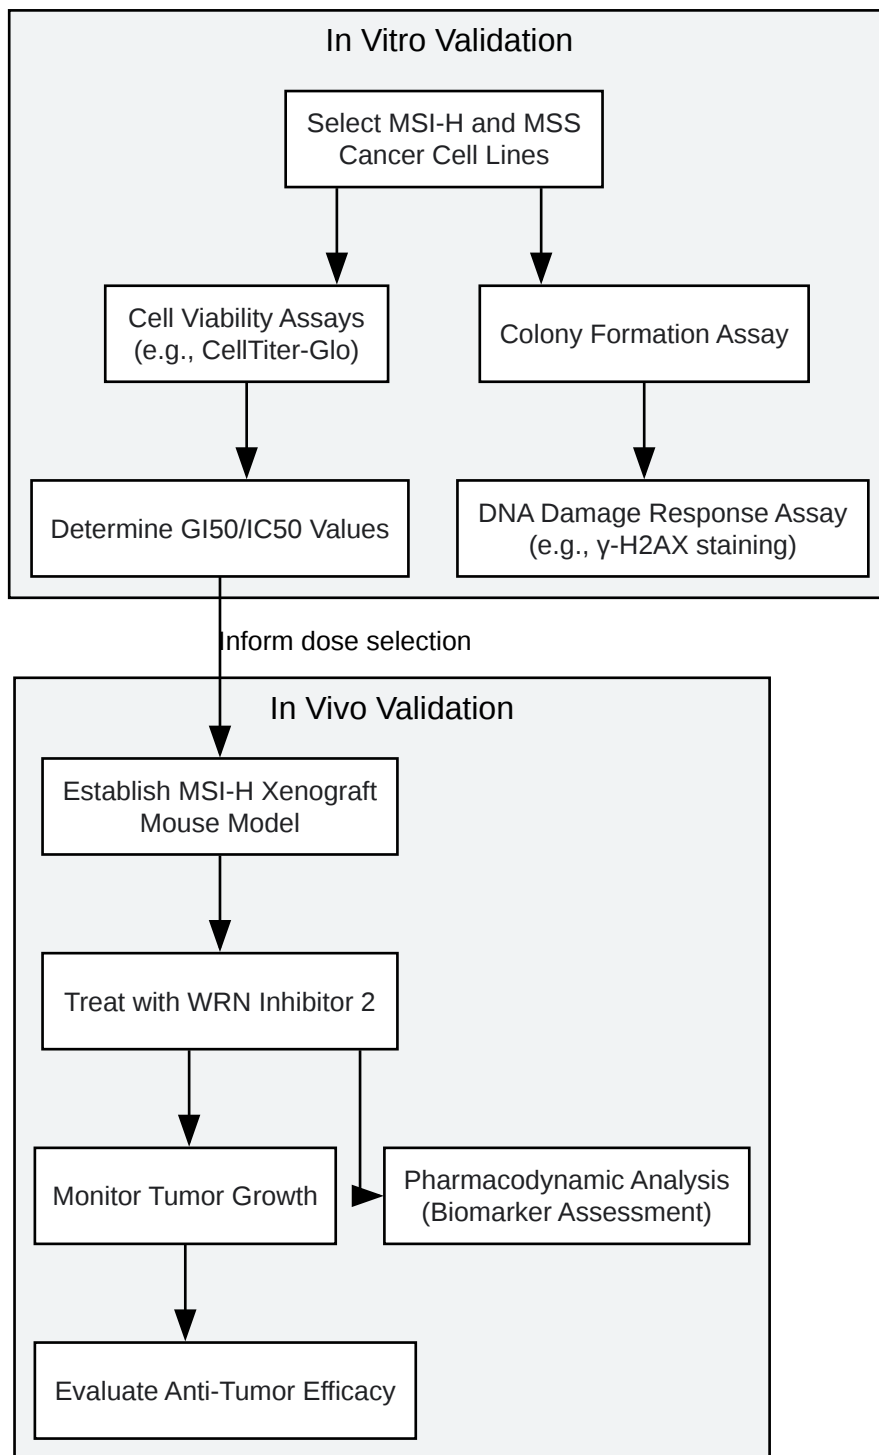 In Vitro Validation
Select MSI-H and MSS
Cancer Cell Lines
Cell Viability Assays
(e.g., CellTiter-Glo)
Colony Formation Assay
Determine GI50/IC50 Values
DNA Damage Response Assay
(e.g., γ-H2AX staining)
Inform dose selection
In Vivo Validation
Establish MSI-H Xenograft
Mouse Model
Treat with WRN Inhibitor 2
Monitor Tumor Growth
Pharmacodynamic Analysis
(Biomarker Assessment)
Evaluate Anti-Tumor Efficacy